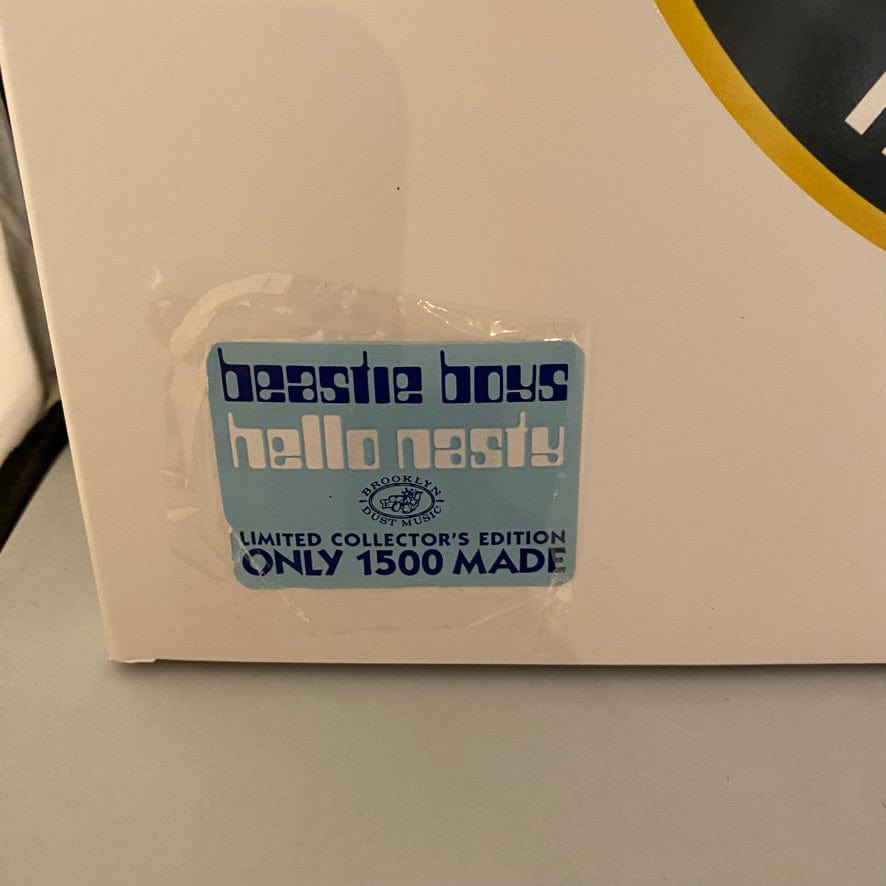 beastie boys
hello nasty
BROOKLYN
DUST MUSIC
LIMITED COLLECTOR'S EDITION
ONLY 1500 MADE